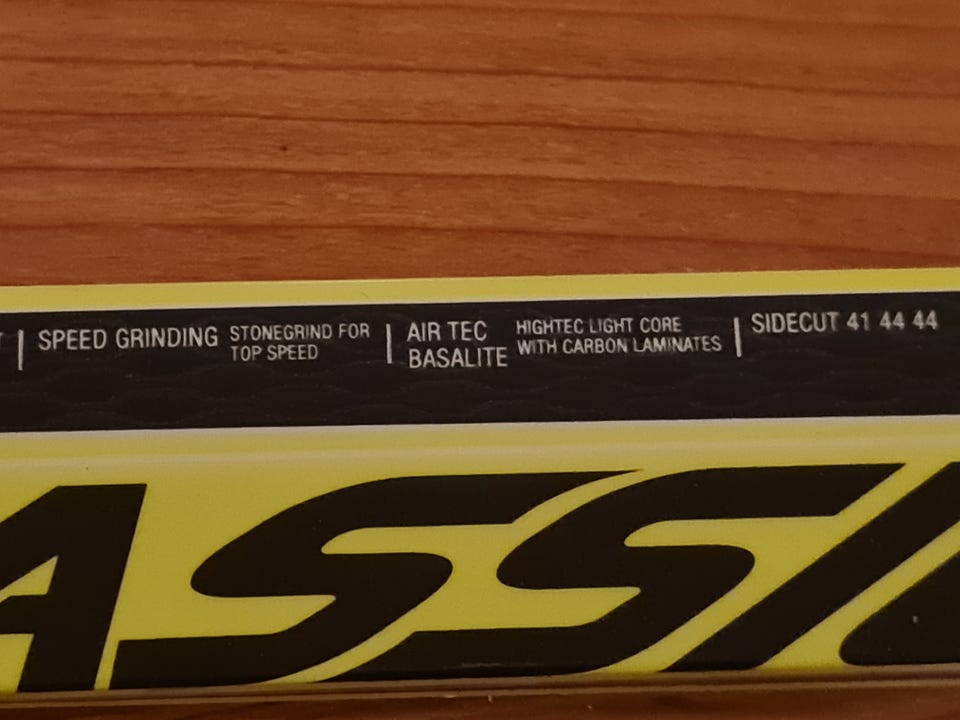 SPEED GRINDING STONEGRIND FOR
TOP SPEED
AIR TEC
BASALITE
HIGHTEC LIGHT CORE
WITH CARBON LAMINATES
SIDECUT 41 44 44
ASSI